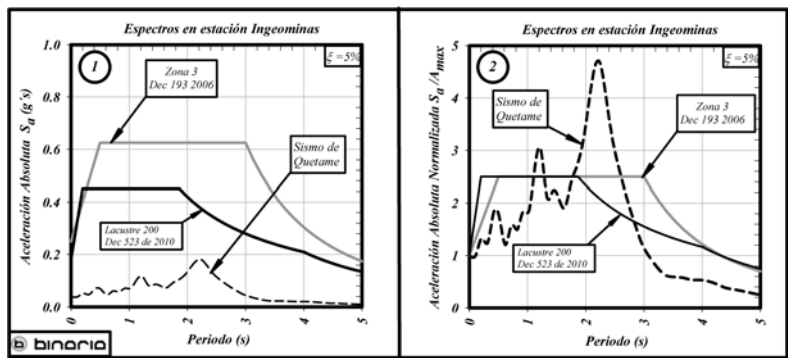 Espectros en estación Ingeominas
1
ξ =5%
Zona 3
Dec 193 2006
Sismo de
Quetame
Lacustre 200
Dec 523 de 2010
Aceleración Absoluta Sa (g´s)
1.0
0.8
0.6
0.4
0.2
0.0
0 1 2 3 4 5
Periodo (s)
binaria
Espectros en estación Ingeominas
2
ξ =5%
Sismo de
Quetame
Zona 3
Dec 193 2006
Lacustre 200
Dec 523 de 2010
Aceleración Absoluta Normalizada Sa /Amax
5
4
3
2
1
0
0 1 2 3 4 5
Periodo (s)